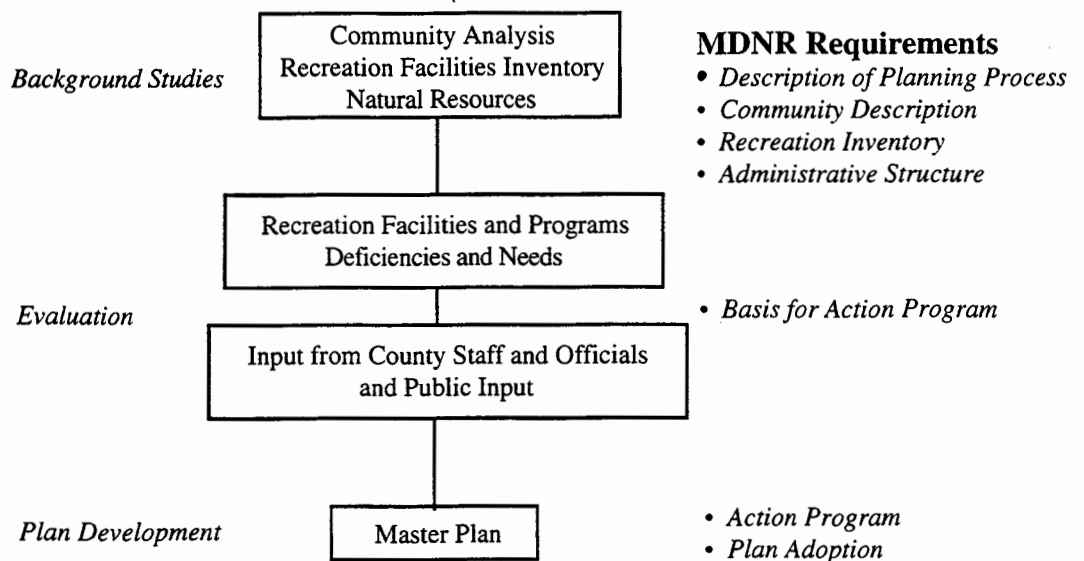 Background Studies
Community Analysis
Recreation Facilities Inventory
Natural Resources
MDNR Requirements
• Description of Planning Process
• Community Description
• Recreation Inventory
• Administrative Structure
Recreation Facilities and Programs
Deficiencies and Needs
Evaluation
• Basis for Action Program
Input from County Staff and Officials
and Public Input
Plan Development
Master Plan
• Action Program
• Plan Adoption